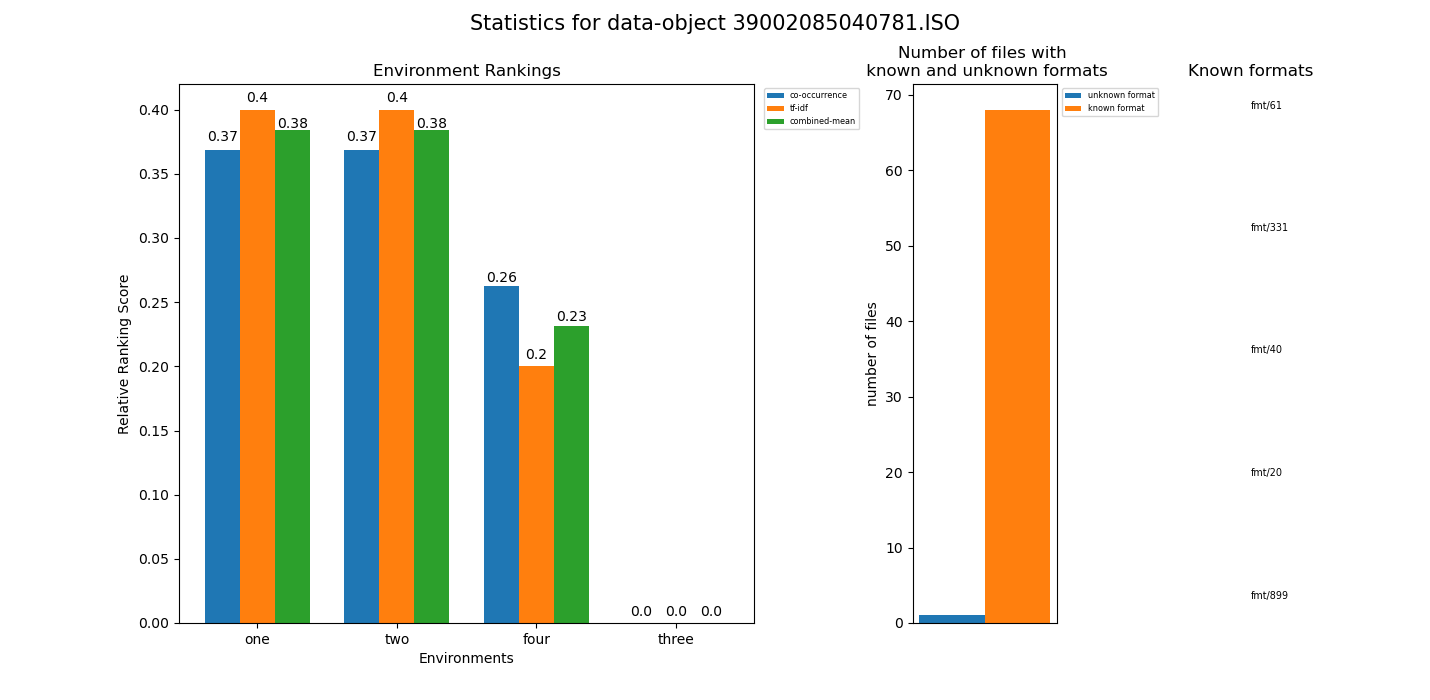 Statistics for data-object 39002085040781.ISO
Environment Rankings
co-occurrence
tf-idf
combined-mean
0.40
0.35
0.30
0.25
0.20
0.15
0.10
0.05
0.00
Relative Ranking Score
0.37
0.4
0.38
0.37
0.4
0.38
0.26
0.2
0.23
0.0
0.0
0.0
one
two
four
three
Environments
Number of files with
known and unknown formats
unknown format
known format
70
60
50
40
30
20
10
0
number of files
Known formats
fmt/61
fmt/331
fmt/40
fmt/20
fmt/899